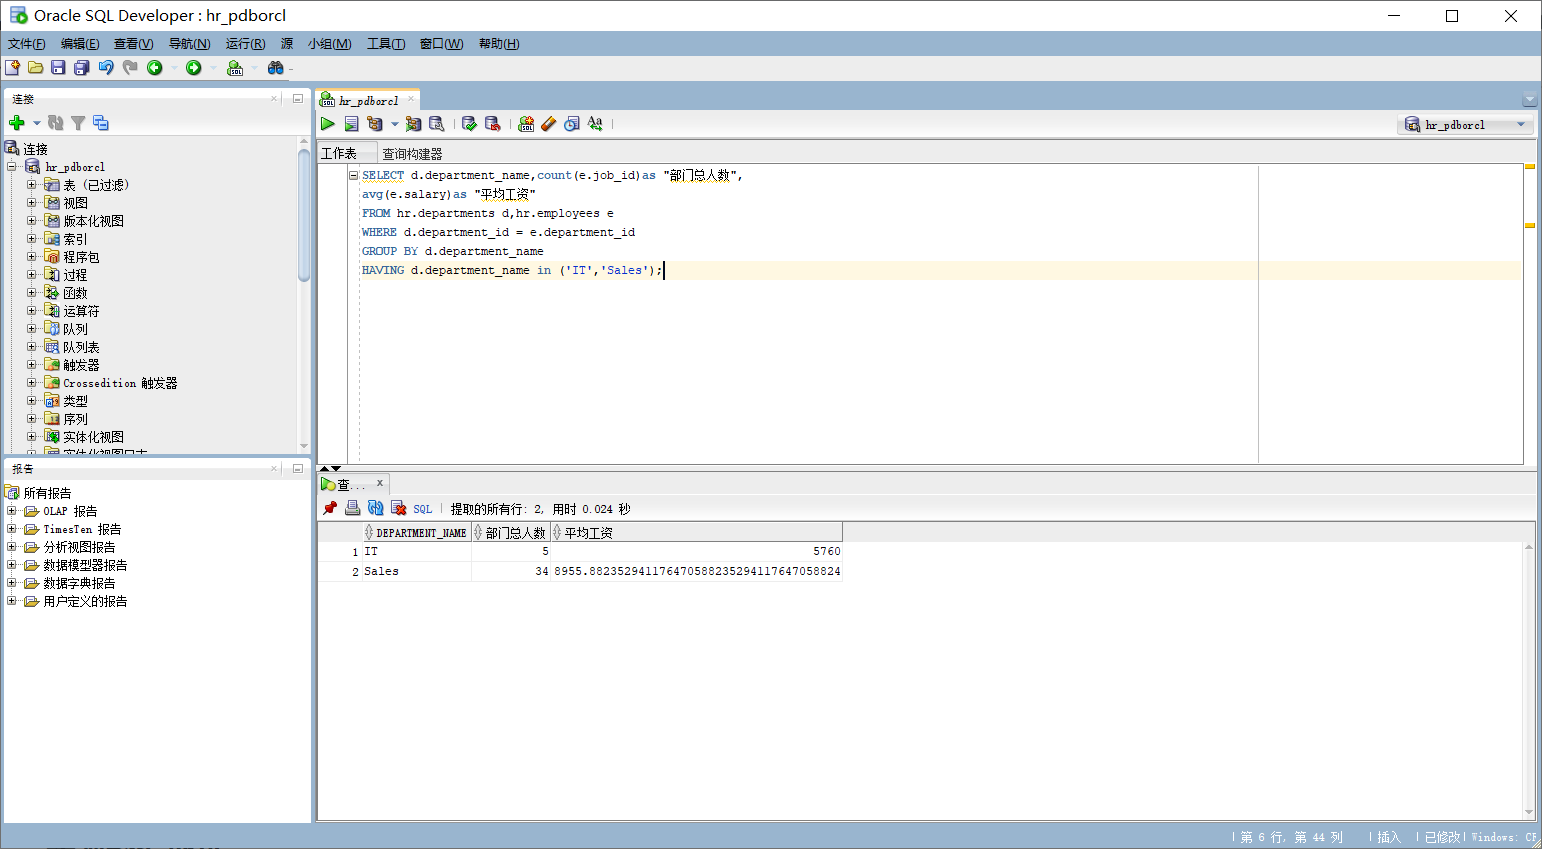 Oracle SQL Developer : hr_pdborcl
文件(F) 编辑(E) 查看(V) 导航(N) 运行(R) 源 小组(M) 工具(T) 窗口(W) 帮助(H)
连接
连接
hr_pdborcl
表 (已过滤)
视图
版本化视图
索引
程序包
过程
函数
运算符
队列
队列表
触发器
Crossedition 触发器
类型
序列
实体化视图
实体化视图日志
报告
所有报告
OLAP 报告
TimesTen 报告
分析视图报告
数据模型器报告
数据字典报告
用户定义的报告
hr_pdborcl
hr_pdborcl
工作表 查询构建器
SELECT d.department_name,count(e.job_id)as "部门总人数",
avg(e.salary)as "平均工资"
FROM hr.departments d,hr.employees e
WHERE d.department_id = e.department_id
GROUP BY d.department_name
HAVING d.department_name in ('IT','Sales');
查...
SQL 提取的所有行: 2, 用时 0.024 秒
DEPARTMENT_NAME 部门总人数 平均工资
1 IT 5 5760
2 Sales 34 8955.88235294117647058823529411764705882​4
第 6 行, 第 44 列 插入 已修改 Windows: CR